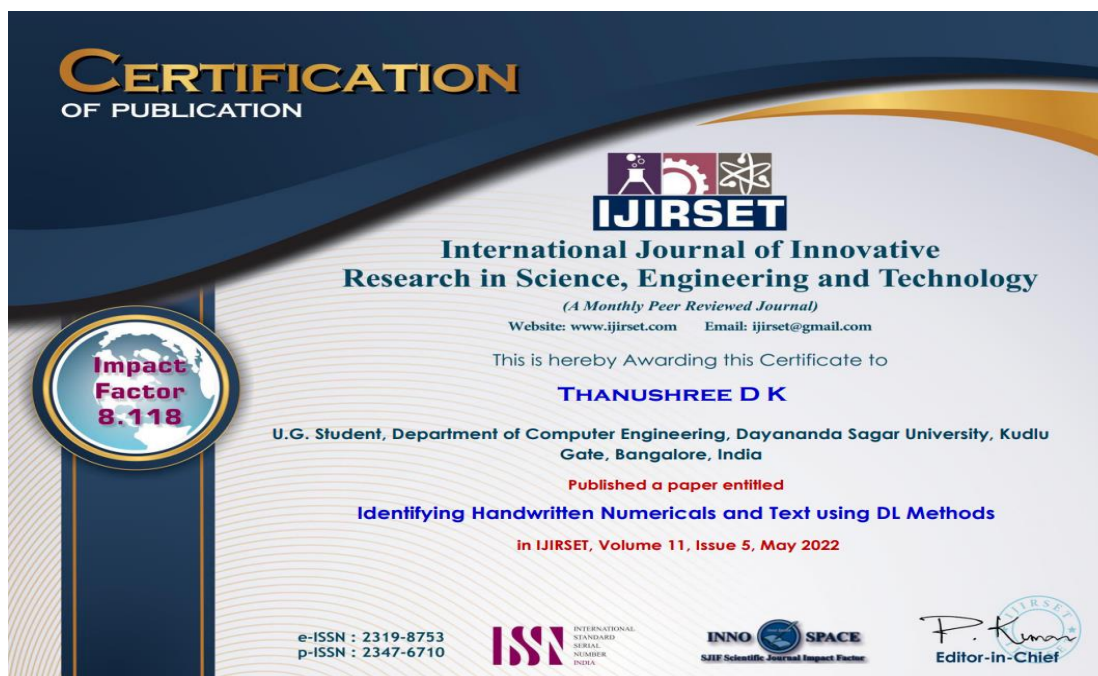 CERTIFICATION
OF PUBLICATION
IJIRSET
International Journal of Innovative
Research in Science, Engineering and Technology
(A Monthly Peer Reviewed Journal)
Website: www.ijirset.com Email: ijirset@gmail.com
This is hereby Awarding this Certificate to
THANUSHREE D K
U.G. Student, Department of Computer Engineering, Dayananda Sagar University, Kudlu
Gate, Bangalore, India
Published a paper entitled
Identifying Handwritten Numericals and Text using DL Methods
in IJIRSET, Volume 11, Issue 5, May 2022
Impact
Factor
8.118
e-ISSN : 2319-8753
p-ISSN : 2347-6710
ISSN
INTERNATIONAL
STANDARD
SERIAL
NUMBER
INDIA
INNO SPACE
SJIF Scientific Journal Impact Factor
IJIRSET
P. Kumar
Editor-in-Chief